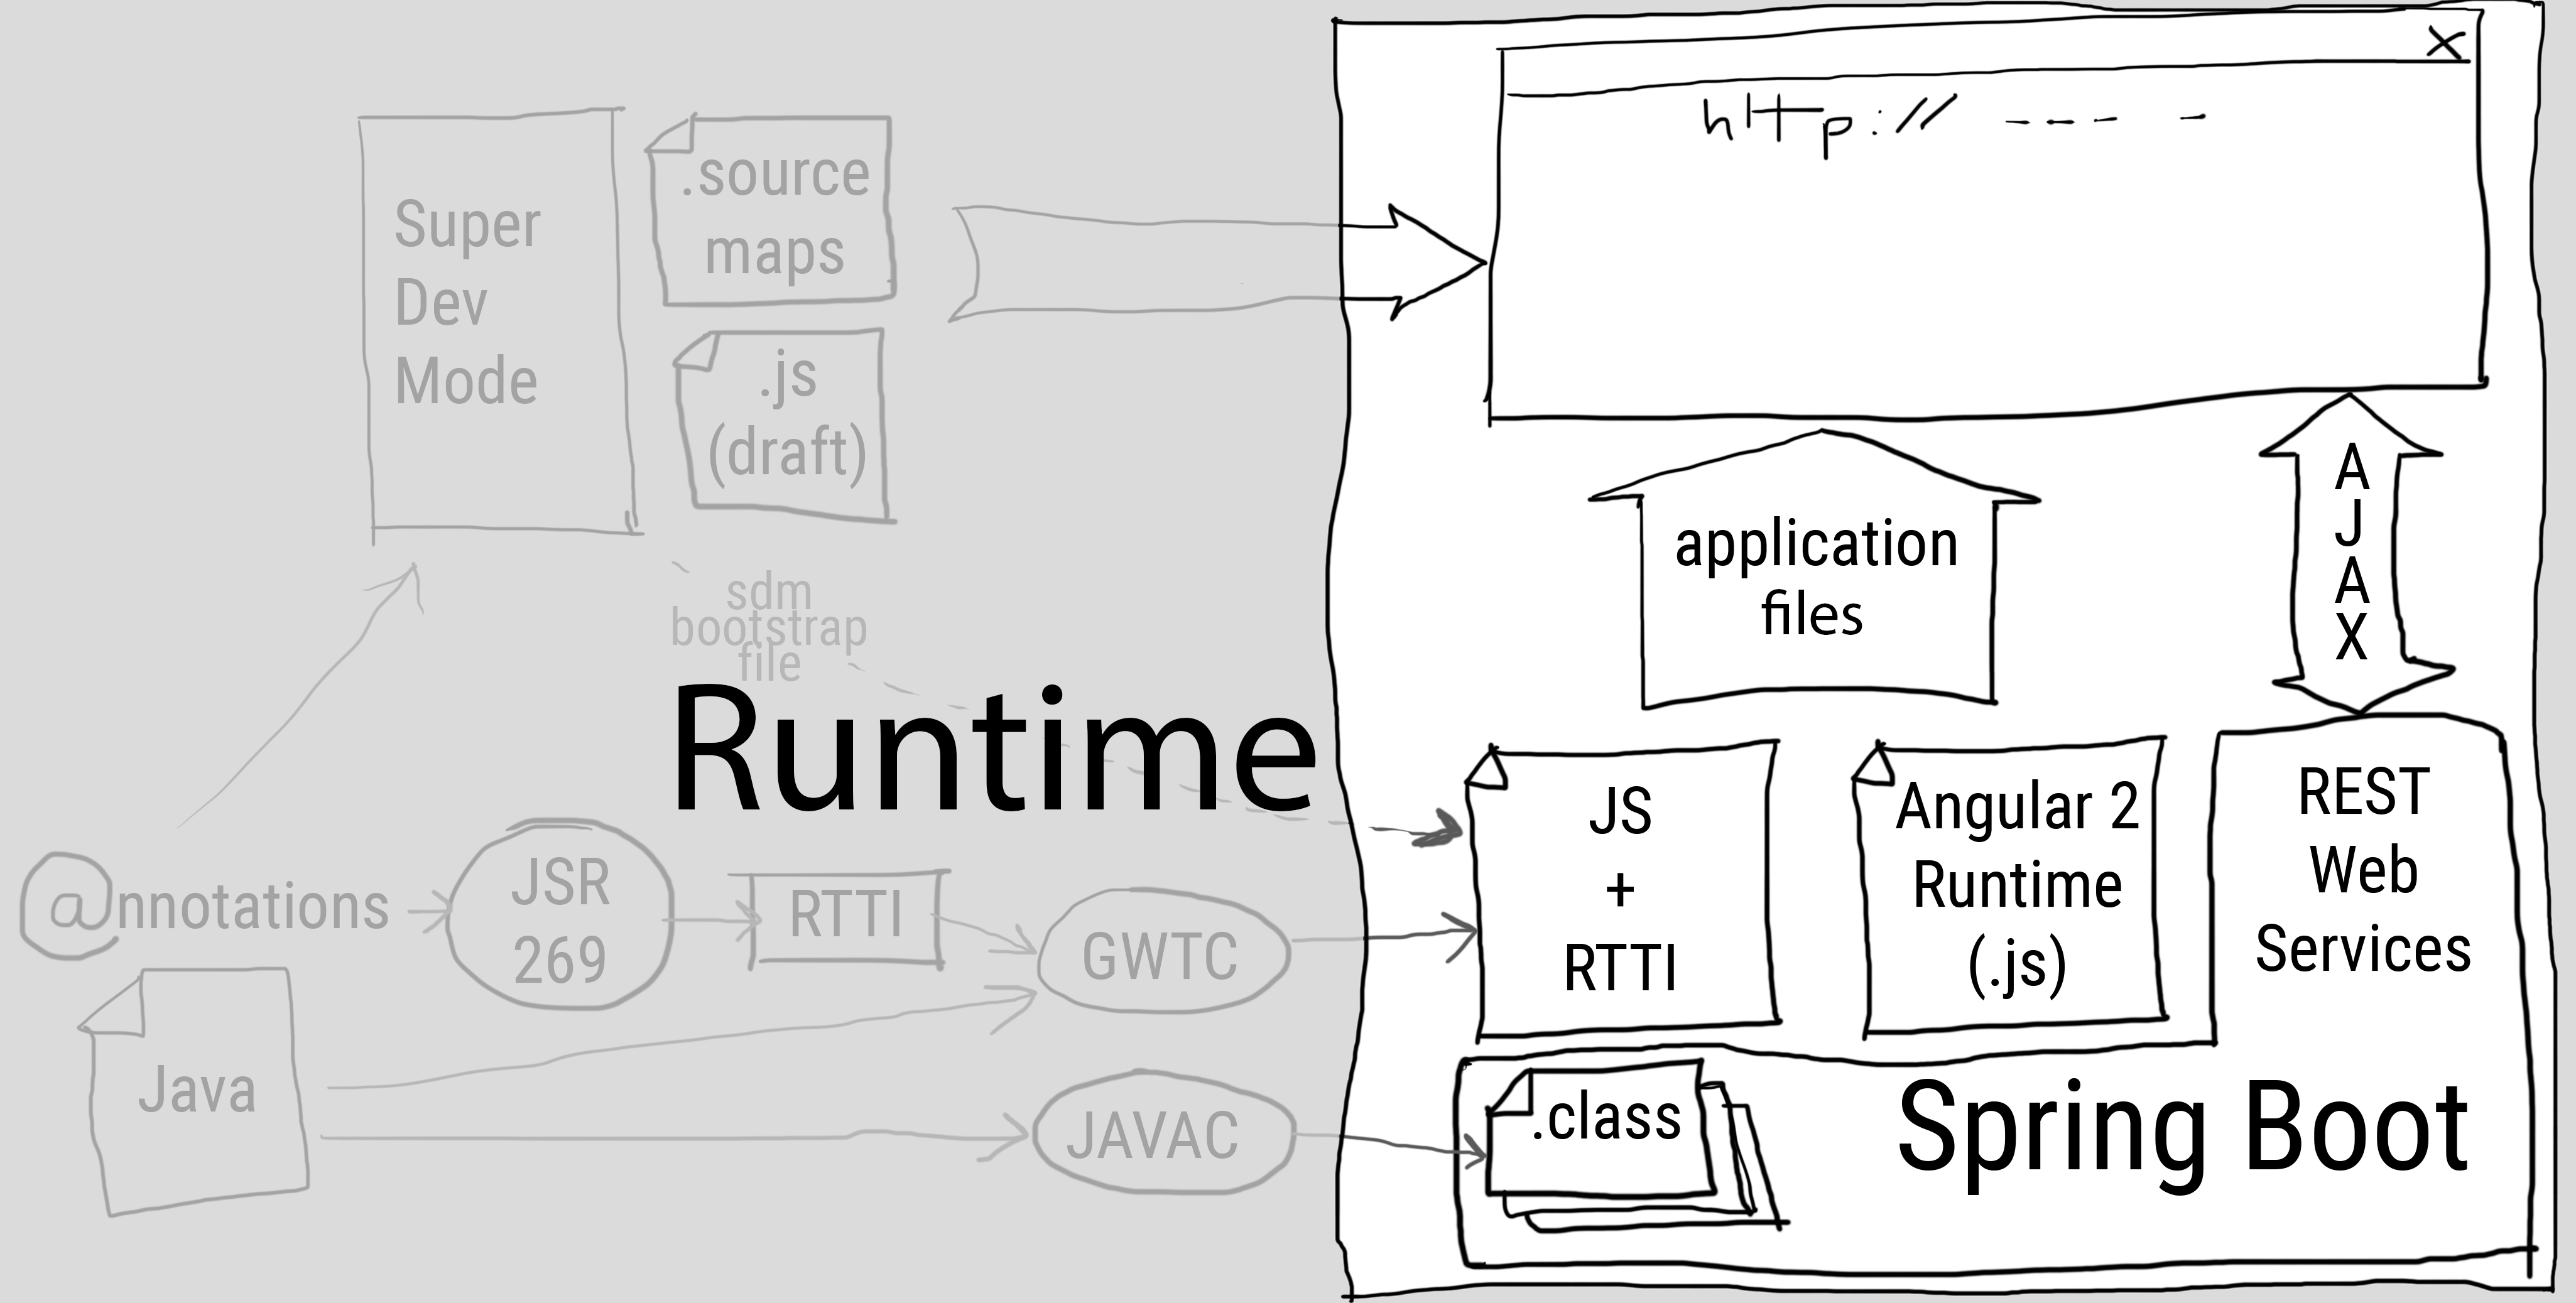 X
http:// ---- -
.source
maps
Super
Dev
Mode
.js
(draft)
A
J
A
X
application
files
sdm
bootstrap
file
Runtime
JS
+
RTTI
Angular 2
Runtime
(.js)
REST
Web
Services
@nnotations
JSR
269
RTTI
GWTC
Java
JAVAC
.class
Spring Boot